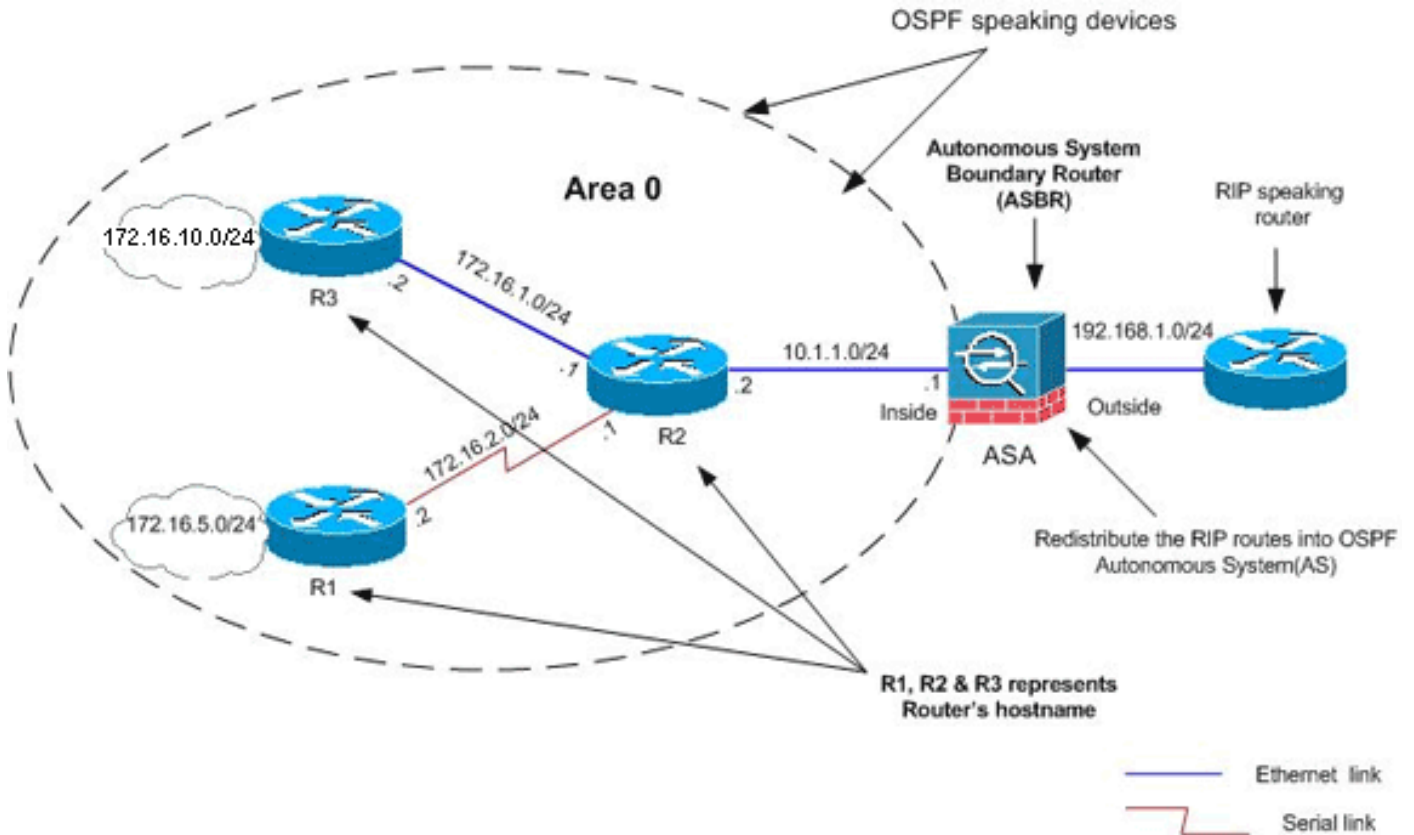 OSPF speaking devices
Autonomous System
Boundary Router
(ASBR)
RIP speaking
router
Area 0
172.16.10.0/24
R3
.2
172.16.1.0/24
.1
R2
.2
10.1.1.0/24
.1
Inside
ASA
192.168.1.0/24
Outside
172.16.2.0/24
.1
.2
172.16.5.0/24
R1
Redistribute the RIP routes into OSPF
Autonomous System(AS)
R1, R2 & R3 represents
Router's hostname
Ethernet link
Serial link